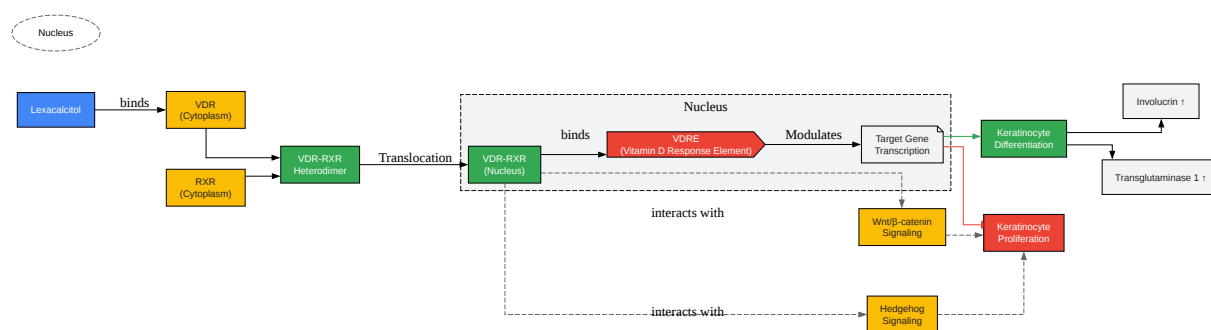 Nucleus
Lexacalcitol
binds
VDR
(Cytoplasm)
RXR
(Cytoplasm)
VDR-RXR
Heterodimer
Translocation
Nucleus
VDR-RXR
(Nucleus)
binds
VDRE
(Vitamin D Response Element)
Modulates
Target Gene
Transcription
Keratinocyte
Differentiation
Involucrin ↑
Transglutaminase 1 ↑
interacts with
Wnt/β-catenin
Signaling
Keratinocyte
Proliferation
interacts with
Hedgehog
Signaling